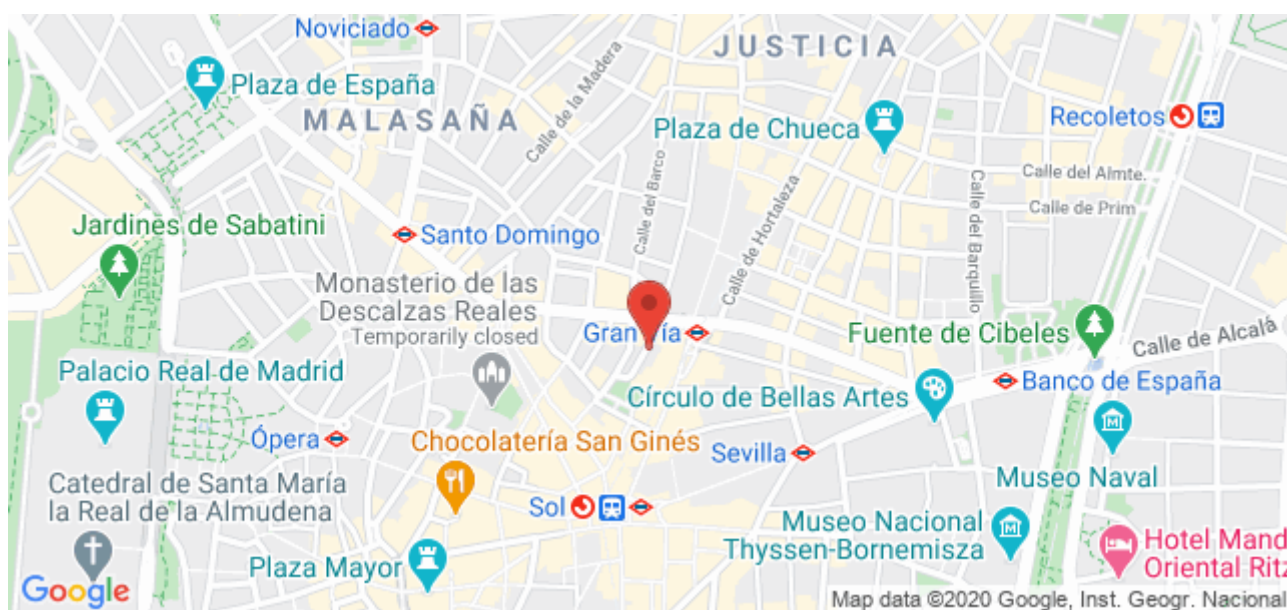 Noviciado
JUSTICIA
Plaza de España
Calle de la Madera
MALASAÑA
Plaza de Chueca
Recoletos
Calle del Barco
Calle del Almte.
Calle de Prim
Jardines de Sabatini
Santo Domingo
Calle de Hortaleza
Calle del Barquillo
Monasterio de las
Descalzas Reales
Temporarily closed
Gran Vía
Fuente de Cibeles
Calle de Alcalá
Palacio Real de Madrid
Círculo de Bellas Artes
Banco de España
Ópera
Chocolatería San Ginés
Sevilla
Museo Naval
Catedral de Santa María
la Real de la Almudena
Sol
Museo Nacional
Thyssen-Bornemisza
M
M
Hotel Mand
Oriental Ritz
Plaza Mayor
Google
Map data ©2020 Google, Inst. Geogr. Nacional